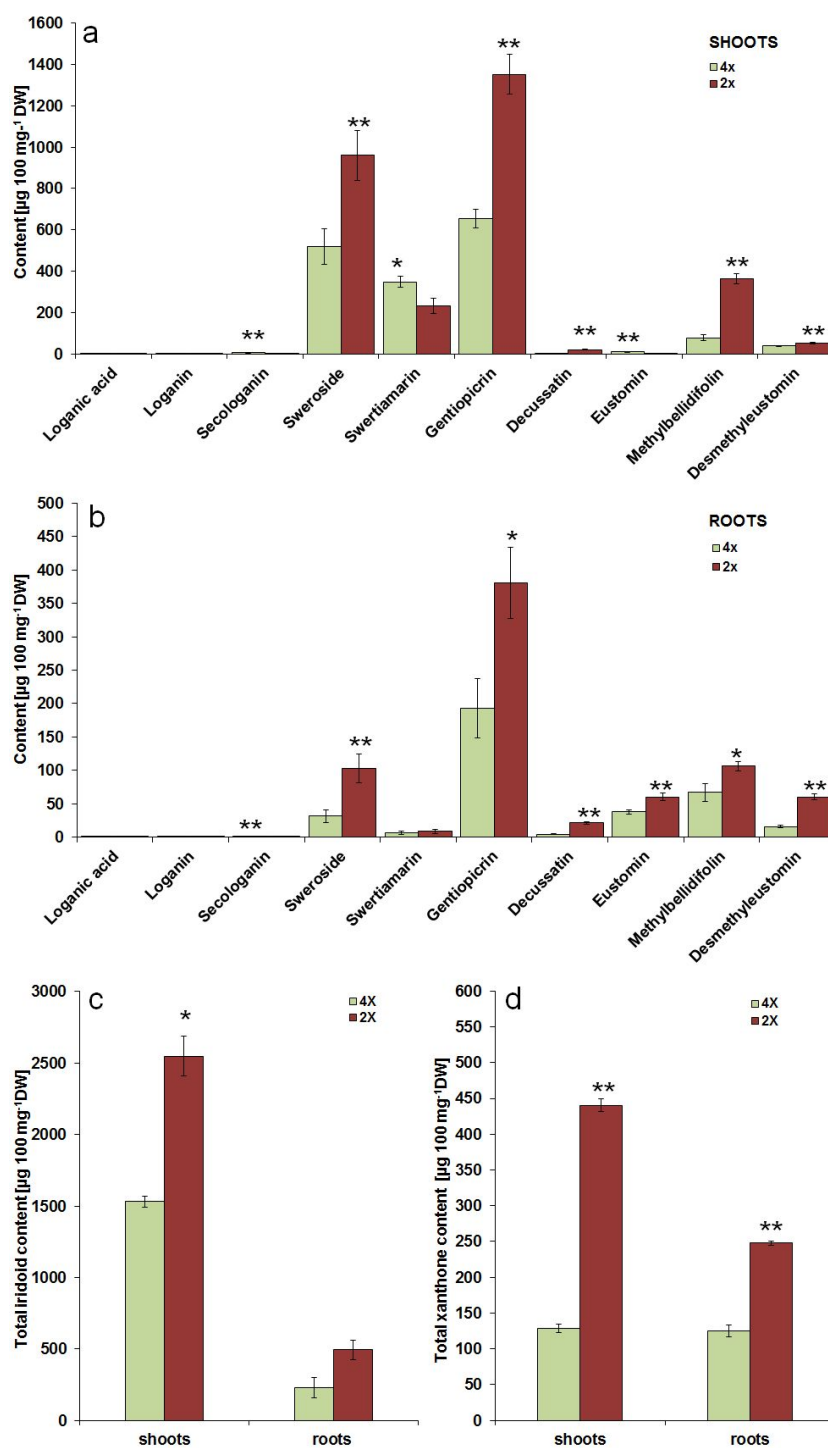 a
SHOOTS
4x
2x
Content [µg 100 mg-1 DW]
1600
1400
1200
1000
800
600
400
200
0
**
*
**
**
**
**
**
**
Loganic acid
Loganin
Secologanin
Sweroside
Swertiamarin
Gentiopicrin
Decussatin
Eustomin
Methylbellidifolin
Desmethyleustomin
b
ROOTS
4x
2x
Content [µg 100 mg-1DW]
500
450
400
350
300
250
200
150
100
50
0
**
**
*
**
**
*
**
Loganic acid
Loganin
Secologanin
Sweroside
Swertiamarin
Gentiopicrin
Decussatin
Eustomin
Methylbellidifolin
Desmethyleustomin
c
4X
2X
Total iridoid content [µg 100 mg-1DW]
3000
2500
2000
1500
1000
500
0
*
shoots
roots
d
4X
2X
Total xanthone content [µg 100 mg-1DW]
600
550
500
450
400
350
300
250
200
150
100
50
0
**
**
shoots
roots